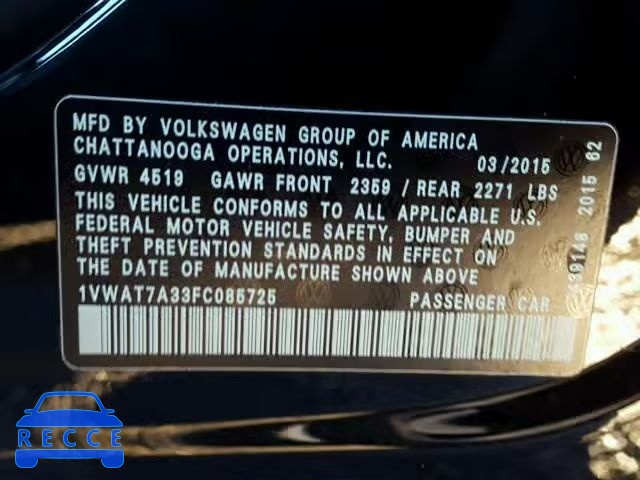 MFD BY VOLKSWAGEN GROUP OF AMERICA
CHATTANOOGA OPERATIONS, LLC. 03/2015
GVWR 4519 GAWR FRONT 2359 / REAR 2271 LBS
THIS VEHICLE CONFORMS TO ALL APPLICABLE U.S.
FEDERAL MOTOR VEHICLE SAFETY, BUMPER AND
THEFT PREVENTION STANDARDS IN EFFECT ON
THE DATE OF MANUFACTURE SHOWN ABOVE
1VWAT7A33FC085725 PASSENGER CAR
2015 62
RECCE